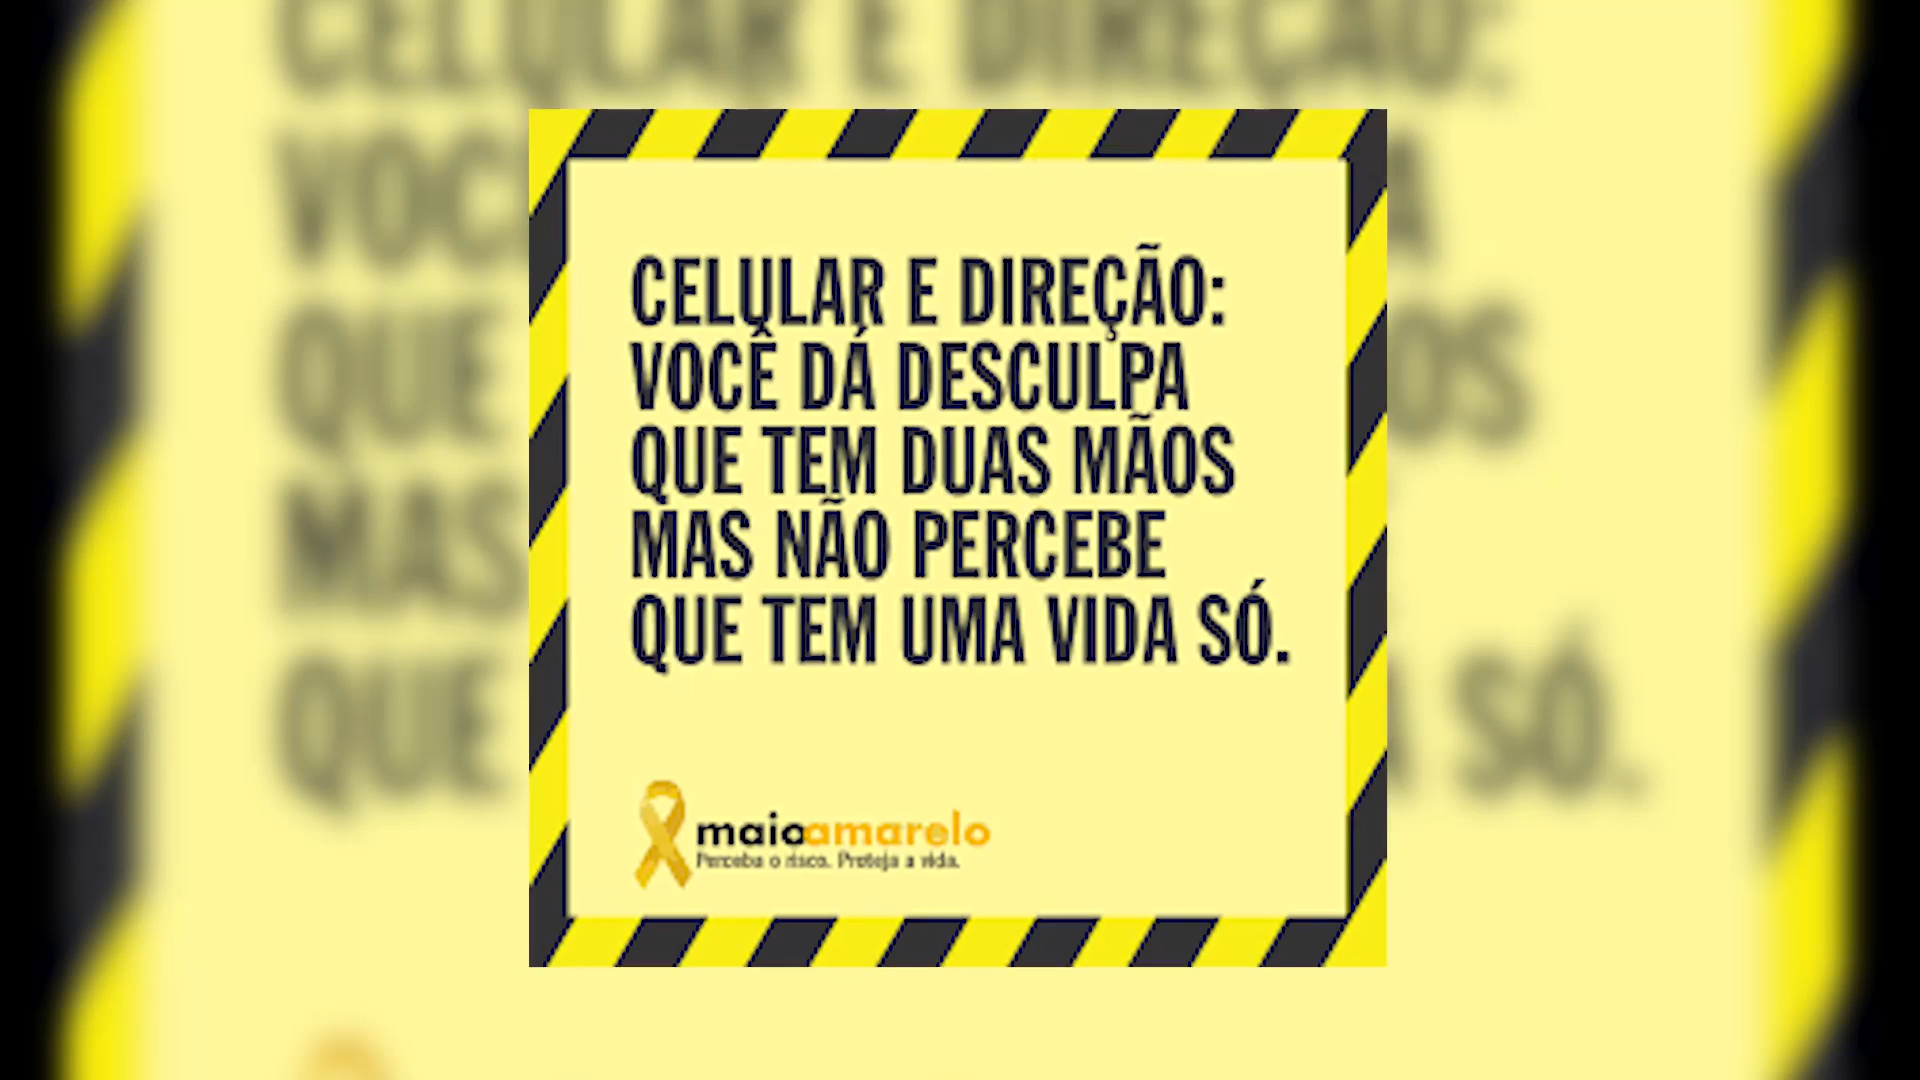 CELULAR E DIREÇÃO:
VOCÊ DÁ DESCULPA
QUE TEM DUAS MÃOS
MAS NÃO PERCEBE
QUE TEM UMA VIDA SÓ.
maioamarelo
Perceba o risco. Proteja a vida.